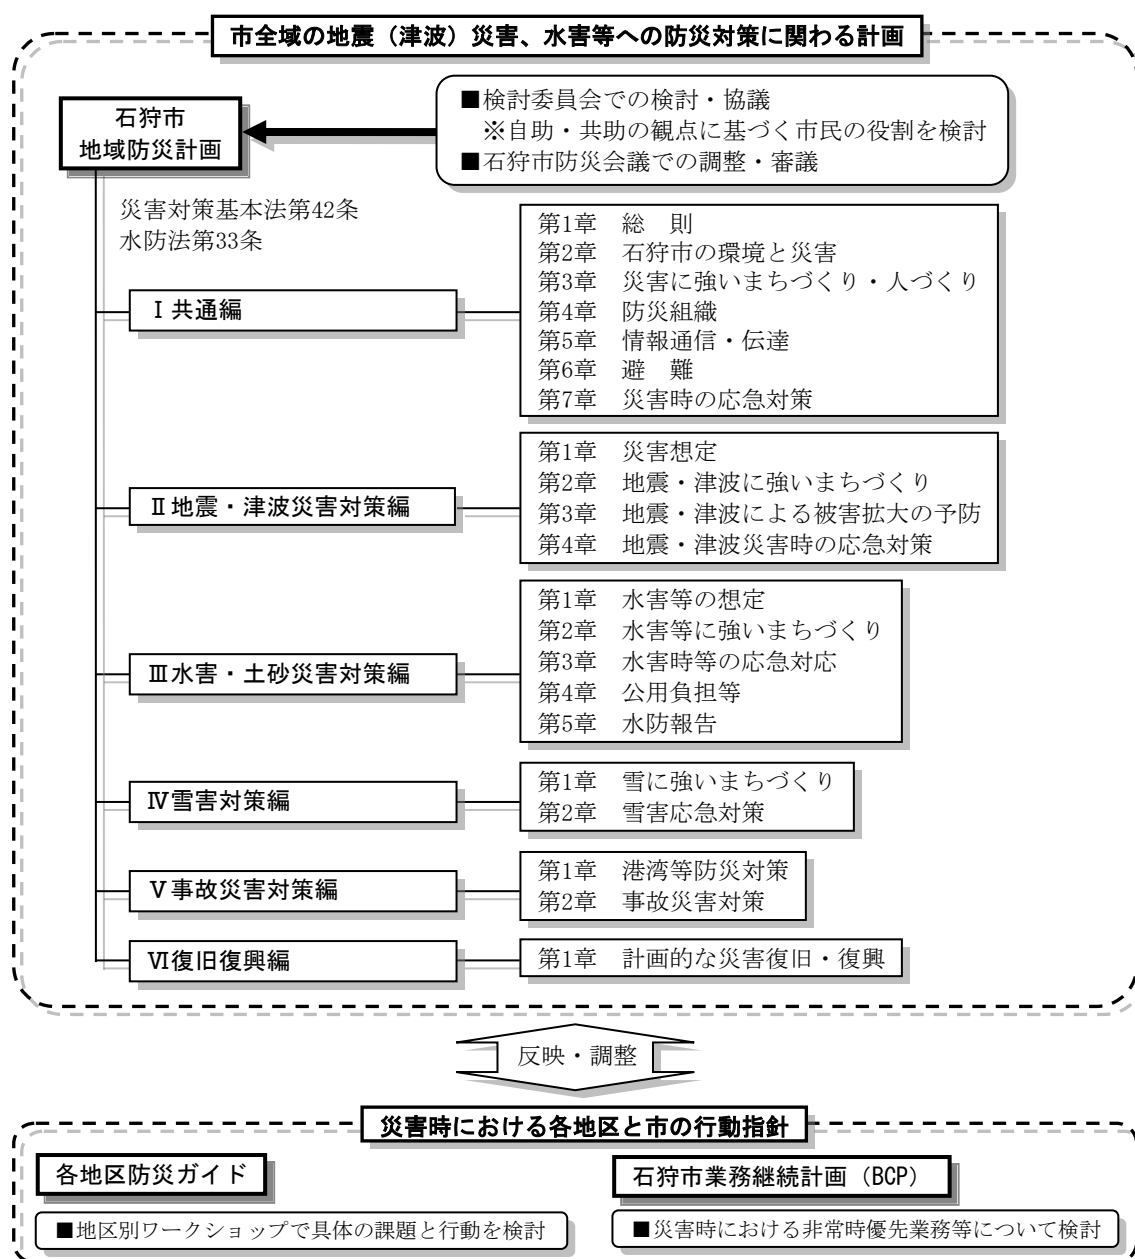 市全域の地震（津波）災害、水害等への防災対策に関わる計画
石狩市
地域防災計画
■検討委員会での検討・協議
※自助・共助の観点に基づく市民の役割を検討
■石狩市防災会議での調整・審議
災害対策基本法第42条
水防法第33条
Ⅰ共通編
第1章　総　則
第2章　石狩市の環境と災害
第3章　災害に強いまちづくり・人づくり
第4章　防災組織
第5章　情報通信・伝達
第6章　避　難
第7章　災害時の応急対策
Ⅱ地震・津波災害対策編
第1章　災害想定
第2章　地震・津波に強いまちづくり
第3章　地震・津波による被害拡大の予防
第4章　地震・津波災害時の応急対策
Ⅲ水害・土砂災害対策編
第1章　水害等の想定
第2章　水害等に強いまちづくり
第3章　水害時等の応急対応
第4章　公用負担等
第5章　水防報告
Ⅳ雪害対策編
第1章　雪に強いまちづくり
第2章　雪害応急対策
Ⅴ事故災害対策編
第1章　港湾等防災対策
第2章　事故災害対策
Ⅵ復旧復興編
第1章　計画的な災害復旧・復興
反映・調整
災害時における各地区と市の行動指針
各地区防災ガイド
■地区別ワークショップで具体の課題と行動を検討
石狩市業務継続計画（BCP）
■災害時における非常時優先業務等について検討